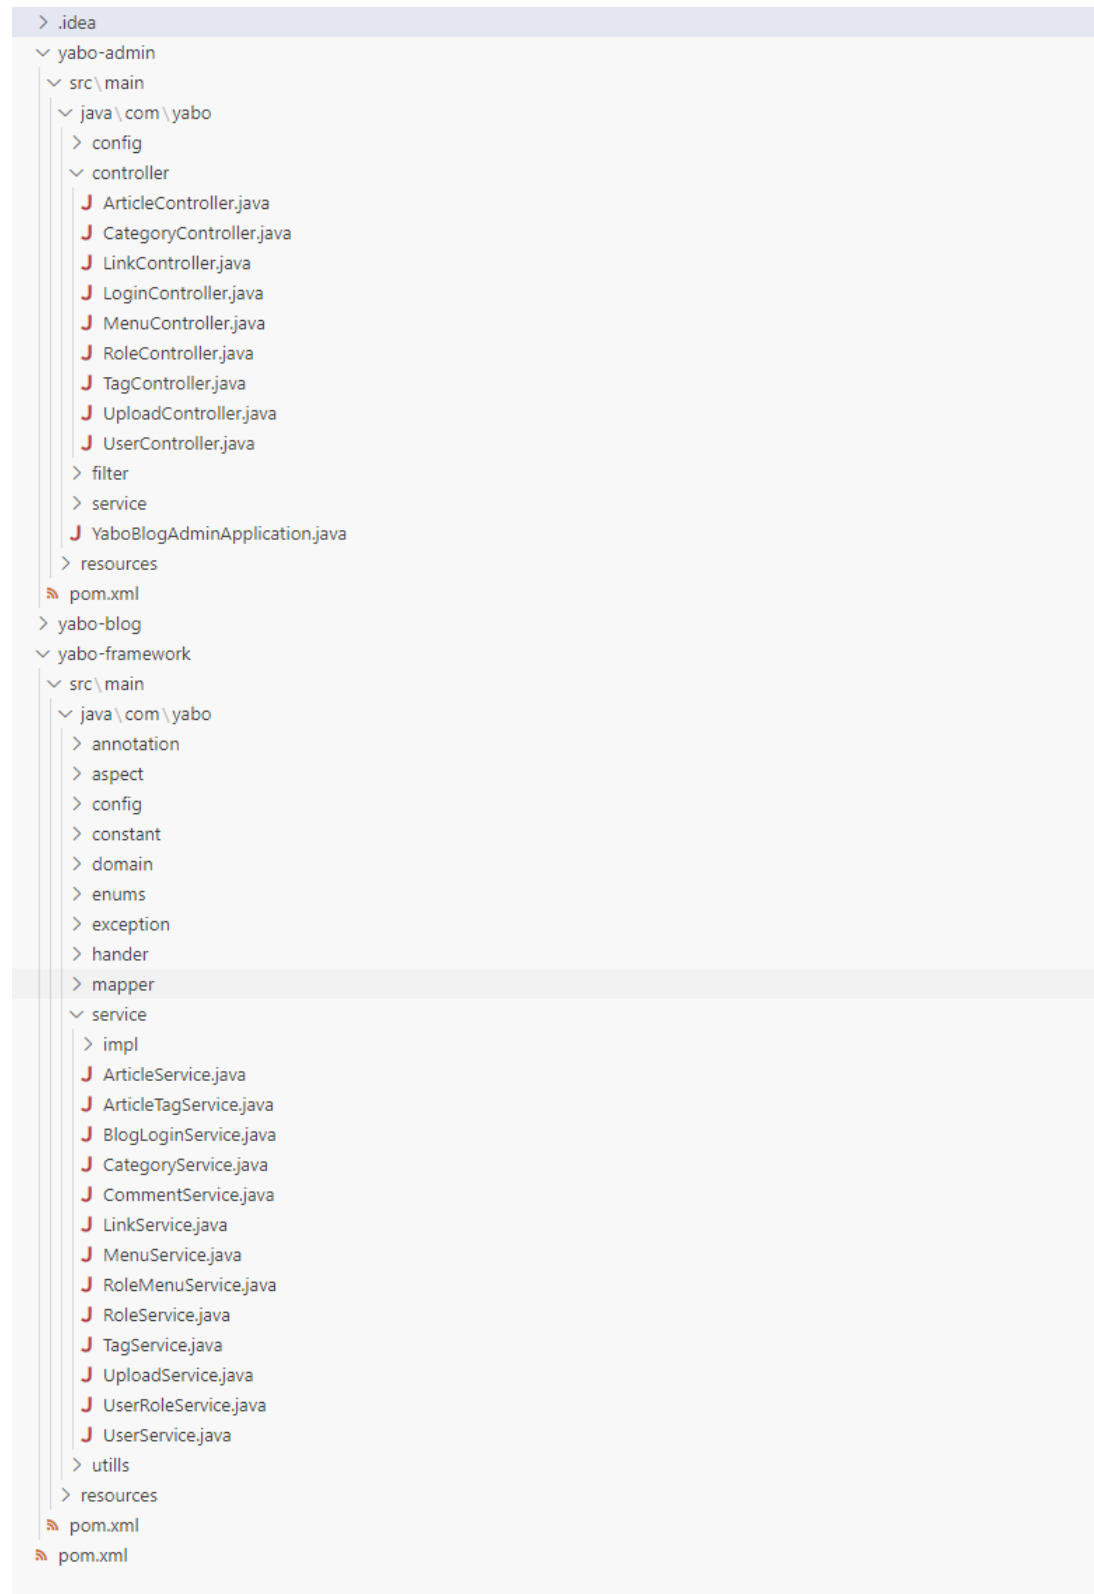 .idea
yabo-admin
src\main
java\com\yabo
config
controller
ArticleController.java
CategoryController.java
LinkController.java
LoginController.java
MenuController.java
RoleController.java
TagController.java
UploadController.java
UserController.java
filter
service
YaboBlogAdminApplication.java
resources
pom.xml
yabo-blog
yabo-framework
src\main
java\com\yabo
annotation
aspect
config
constant
domain
enums
exception
hander
mapper
service
impl
ArticleService.java
ArticleTagService.java
BlogLoginService.java
CategoryService.java
CommentService.java
LinkService.java
MenuService.java
RoleMenuService.java
RoleService.java
TagService.java
UploadService.java
UserRoleService.java
UserService.java
utills
resources
pom.xml
pom.xml